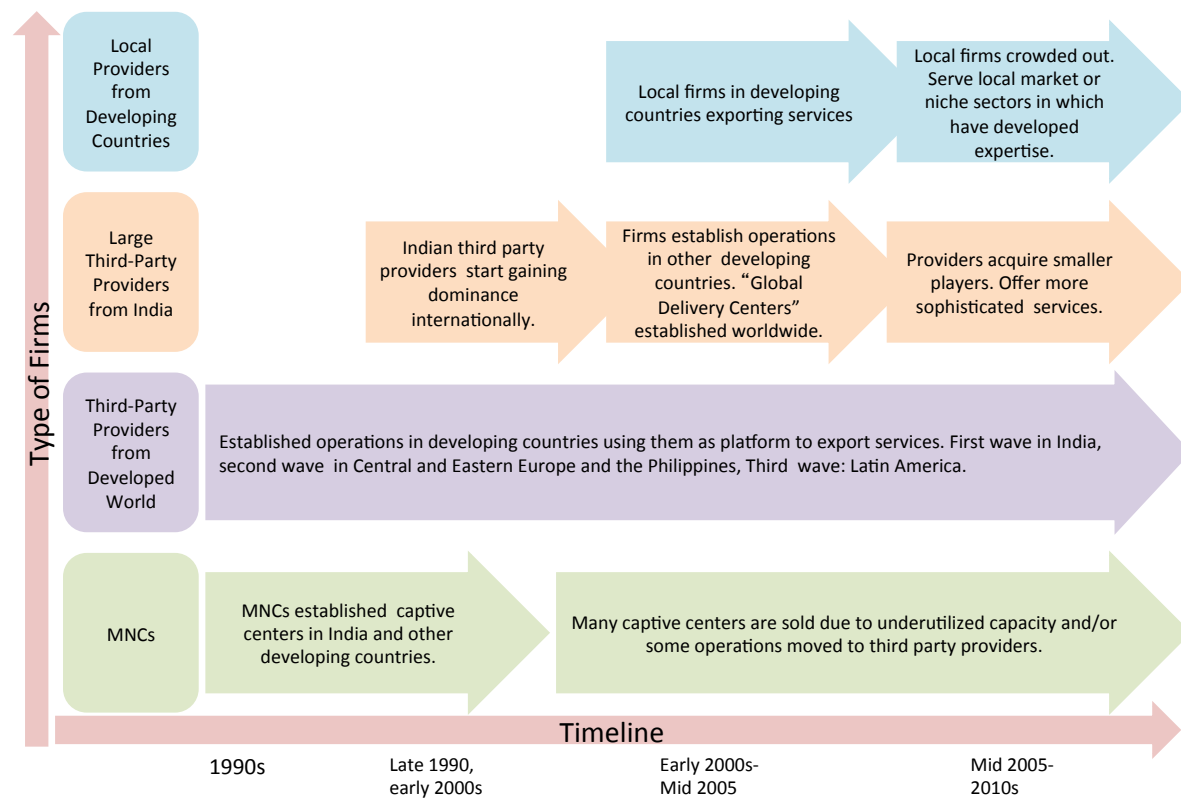 Type of Firms
Local
Providers
from
Developing
Countries
Local firms in developing
countries exporting services
Local firms crowded out.
Serve local market or
niche sectors in which
have developed
expertise.
Large
Third-Party
Providers
from India
Indian third party
providers start gaining
dominance
internationally.
Firms establish operations
in other developing
countries. “Global
Delivery Centers”
established worldwide.
Providers acquire smaller
players. Offer more
sophisticated services.
Third-Party
Providers
from
Developed
World
Established operations in developing countries using them as platform to export services. First wave in India,
second wave in Central and Eastern Europe and the Philippines, Third wave: Latin America.
MNCs
MNCs established captive
centers in India and other
developing countries.
Many captive centers are sold due to underutilized capacity and/or
some operations moved to third party providers.
Timeline
1990s
Late 1990,
early 2000s
Early 2000s-
Mid 2005
Mid 2005-
2010s